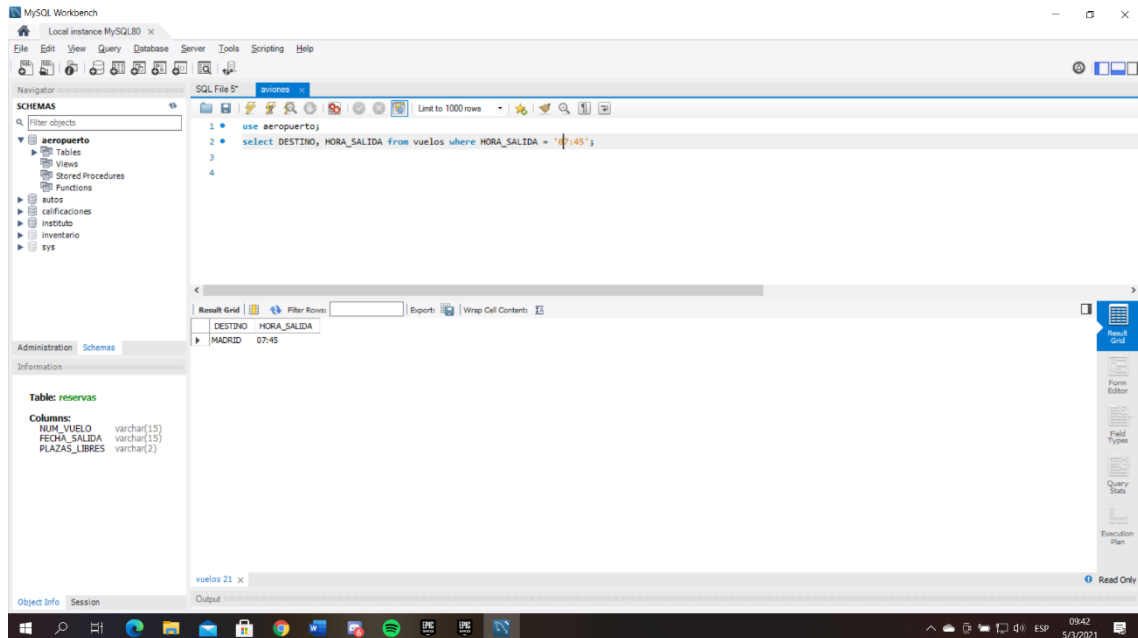 MySQL Workbench
Local instance MySQL80
File Edit View Query Database Server Tools Scripting Help
Navigator
SCHEMAS
Filter objects
aeropuerto
Tables
Views
Stored Procedures
Functions
autos
calificaciones
instituto
inventario
sys
Administration Schemas
Information
Table: reservas
Columns:
NUM_VUELO varchar(15)
FECHA_SALIDA varchar(15)
PLAZAS_LIBRES varchar(2)
Object Info Session
SQL File 5* aviones
Limit to 1000 rows
1 use aeropuerto;
2 select DESTINO, HORA_SALIDA from vuelos where HORA_SALIDA = '07:45';
3
4
Result Grid Filter Rows: Export: Wrap Cell Content:
DESTINO HORA_SALIDA
MADRID 07:45
Result Grid
Form Editor
Field Types
Query Stats
Execution Plan
vuelos 21 Read Only
Output
EPIC EPIC
ESP 09:42
5/3/2021